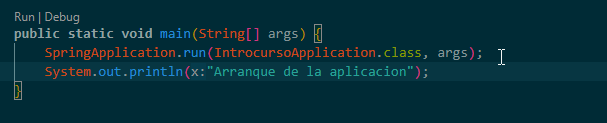 Run | Debug
public static void main(String[] args) {
SpringApplication.run(IntrocursoApplication.class, args);
System.out.println(x:"Arranque de la aplicacion");
}